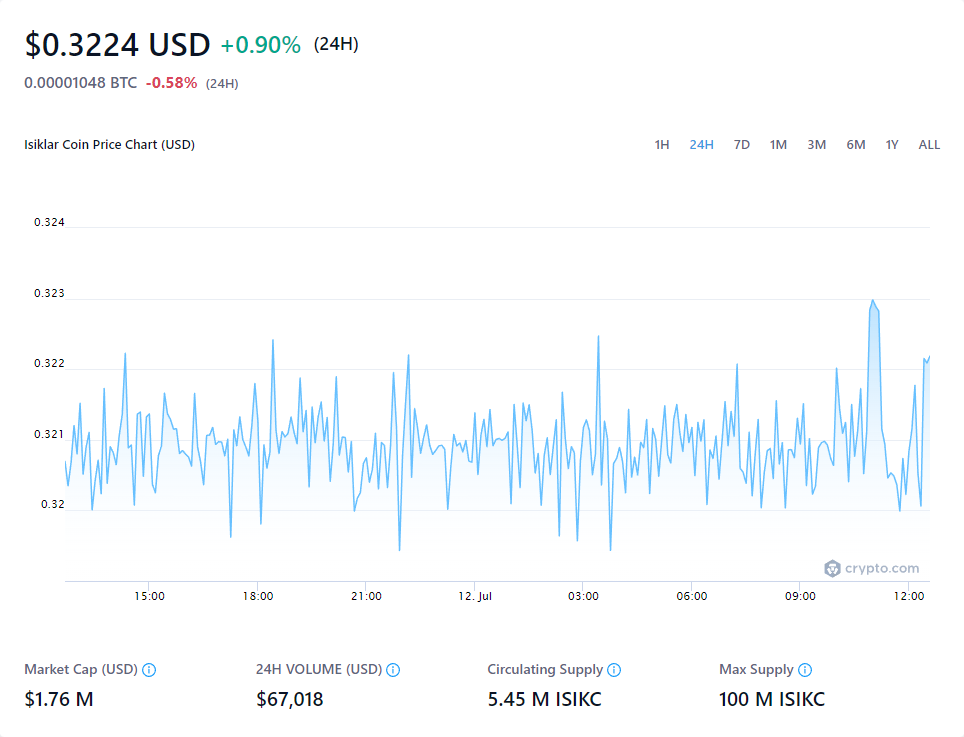 $0.3224 USD +0.90% (24H)
0.00001048 BTC -0.58% (24H)
Isiklar Coin Price Chart (USD)
1H 24H 7D 1M 3M 6M 1Y ALL
0.324
0.323
0.322
0.321
0.32
crypto.com
15:00 18:00 21:00 12. Jul 03:00 06:00 09:00 12:00
Market Cap (USD) 24H VOLUME (USD) Circulating Supply Max Supply
$1.76 M $67,018 5.45 M ISIKC 100 M ISIKC